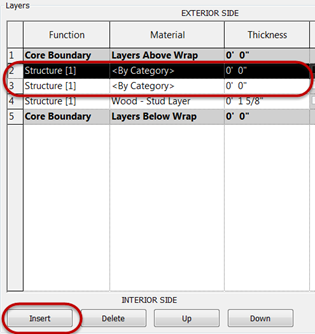 Layers
EXTERIOR SIDE
Function Material Thickness
1 Core Boundary Layers Above Wrap 0' 0"
2 Structure [1] <By Category> 0' 0"
3 Structure [1] <By Category> 0' 0"
4 Structure [1] Wood - Stud Layer 0' 1 5/8"
5 Core Boundary Layers Below Wrap 0' 0"
INTERIOR SIDE
Insert Delete Up Down